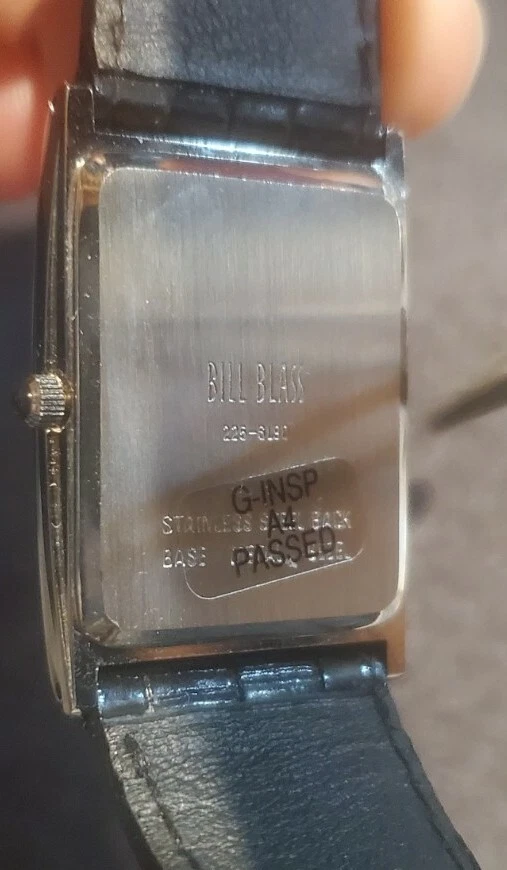 BILL BLASS
STAINLESS STEEL BACK
BASE
G-INSP
A4
PASSED